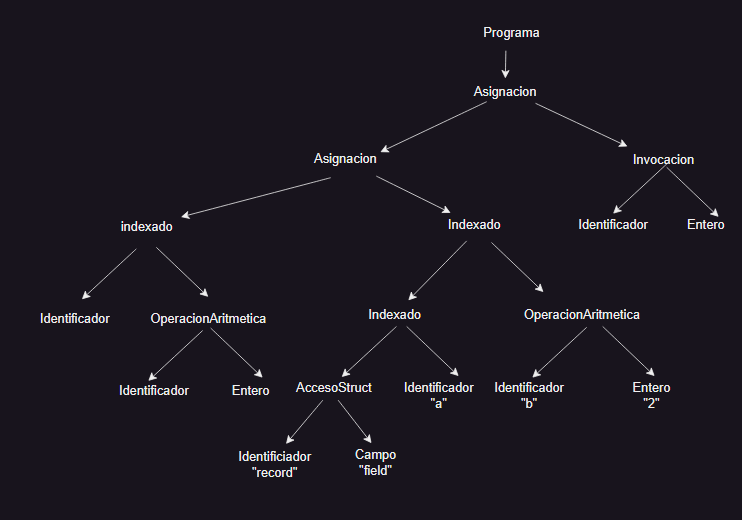 Programa
Asignacion
Asignacion
Invocacion
indexado
Indexado
Identificador
Entero
Identificador
OperacionAritmetica
Indexado
OperacionAritmetica
Identificador
Entero
AccesoStruct
Identificador
"a"
Identificador
"b"
Entero
"2"
Identificiador
"record"
Campo
"field"